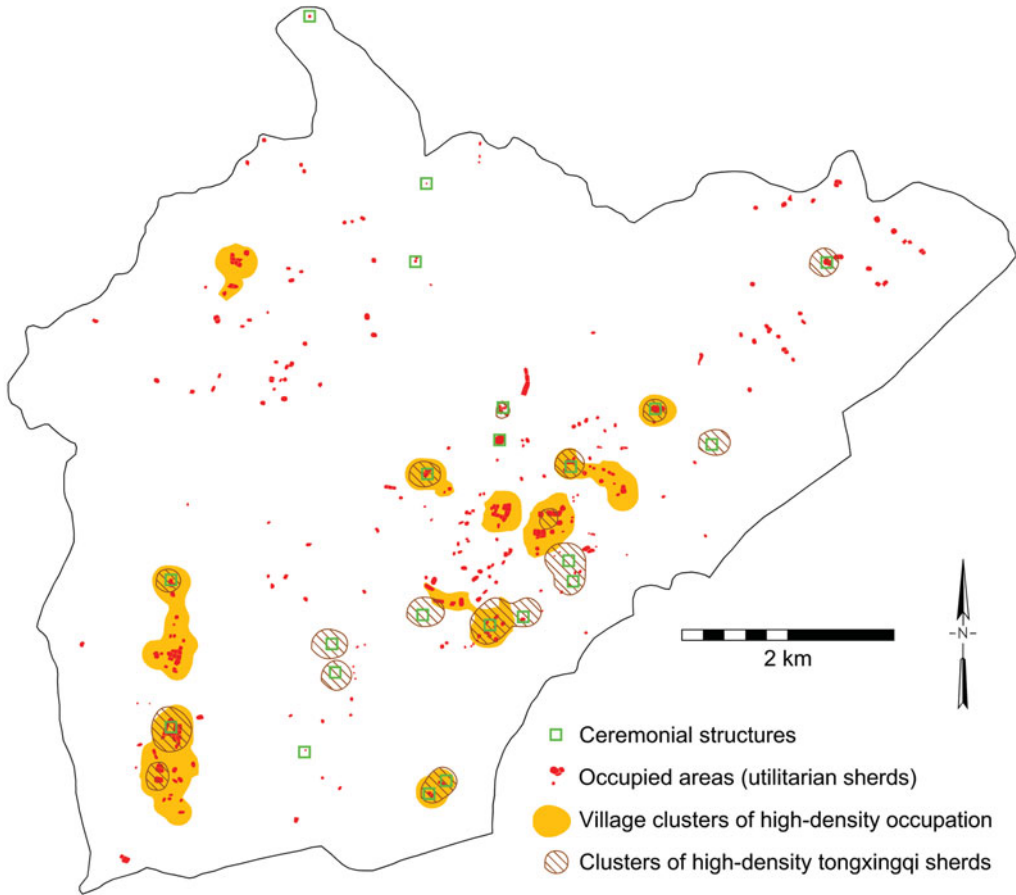 N
2 km
Ceremonial structures
Occupied areas (utilitarian sherds)
Village clusters of high-density occupation
Clusters of high-density tongxingqi sherds